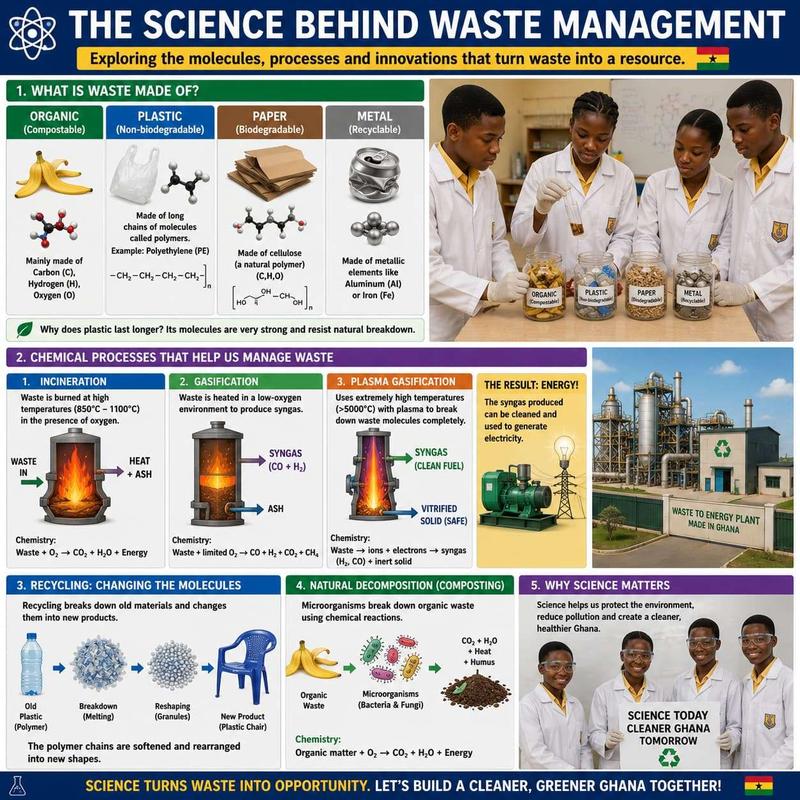 THE SCIENCE BEHIND WASTE MANAGEMENT
Exploring the molecules, processes and innovations that turn waste into a resource.
1. WHAT IS WASTE MADE OF?
ORGANIC
(Compostable)
Mainly made of
Carbon (C),
Hydrogen (H),
Oxygen (O)
PLASTIC
(Non-biodegradable)
Made of long
chains of molecules
called polymers.
Example: Polyethylene (PE)
–CH₂–CH₂–CH₂–CH₂–]n
PAPER
(Biodegradable)
Made of cellulose
(a natural polymer)
(C,H,O)
METAL
(Recyclable)
Made of metallic
elements like
Aluminum (Al)
or Iron (Fe)
Why does plastic last longer? Its molecules are very strong and resist natural breakdown.
ORGANIC
(Compostable)
PLASTIC
(Non-biodegradable)
PAPER
(Biodegradable)
METAL
(Recyclable)
2. CHEMICAL PROCESSES THAT HELP US MANAGE WASTE
1. INCINERATION
Waste is burned at high
temperatures (850°C – 1100°C)
in the presence of oxygen.
WASTE
IN
HEAT
+ ASH
Chemistry:
Waste + O₂ → CO₂ + H₂O + Energy
2. GASIFICATION
Waste is heated in a low-oxygen
environment to produce syngas.
SYNGAS
(CO + H₂)
ASH
Chemistry:
Waste + limited O₂ → CO + H₂ + CO₂ + CH₄
3. PLASMA GASIFICATION
Uses extremely high temperatures
(>5000°C) with plasma to break
down waste molecules completely.
SYNGAS
(CLEAN FUEL)
VITRIFIED
SOLID (SAFE)
Chemistry:
Waste → ions + electrons → syngas
(H₂, CO) + inert solid
THE RESULT: ENERGY!
The syngas produced
can be cleaned and
used to generate
electricity.
WASTE TO ENERGY PLANT
MADE IN GHANA
3. RECYCLING: CHANGING THE MOLECULES
Recycling breaks down old materials and changes
them into new products.
Old
Plastic
(Polymer)
Breakdown
(Melting)
Reshaping
(Granules)
New Product
(Plastic Chair)
The polymer chains are softened and rearranged
into new shapes.
4. NATURAL DECOMPOSITION (COMPOSTING)
Microorganisms break down organic waste
using chemical reactions.
Organic
Waste
Microorganisms
(Bacteria & Fungi)
CO₂ + H₂O
+ Heat
+ Humus
Chemistry:
Organic matter + O₂ → CO₂ + H₂O + Energy
5. WHY SCIENCE MATTERS
Science helps us protect the environment,
reduce pollution and create a cleaner,
healthier Ghana.
SCIENCE TODAY
CLEANER GHANA
TOMORROW
SCIENCE TURNS WASTE INTO OPPORTUNITY. LET'S BUILD A CLEANER, GREENER GHANA TOGETHER!